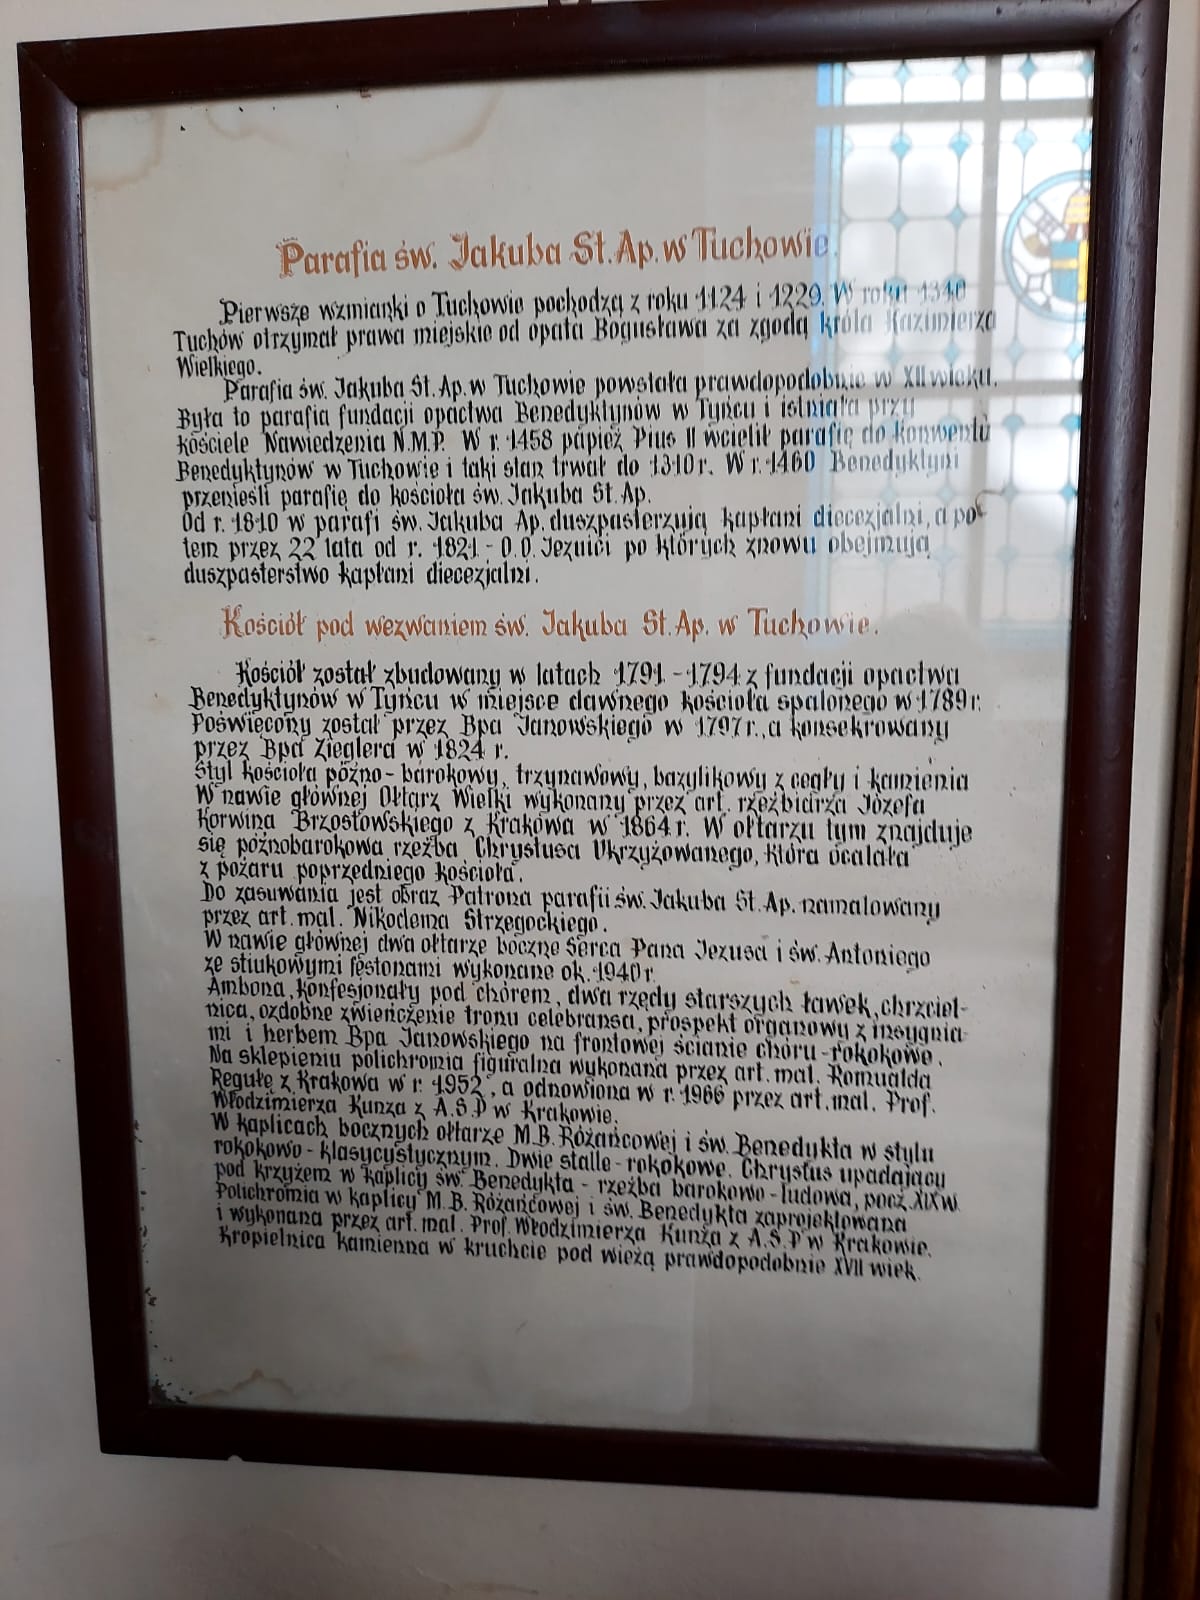 Parafia św. Jakuba St. Ap. w Tuchowie.
Pierwsze wzmianki o Tuchowie pochodzą z roku 1124 i 1229. W roku 1340
Tuchów otrzymał prawa miejskie od opata Bogusława za zgodą króla Kazimierza
Wielkiego.
Parafia św. Jakuba St. Ap. w Tuchowie powstała prawdopodobnie w XII wieku.
Była to parafia fundacji opactwa Benedyktynów w Tyńcu i istniała przy
kościele Nawiedzenia N.M.P. W r. 1458 papież Pius II wcielił parafię do konwentu
Benedyktynów w Tuchowie i taki stan trwał do 1810 r. W r. 1460 Benedyktyni
przenieśli parafię do kościoła św. Jakuba St. Ap.
Od r. 1810 w parafi św. Jakuba Ap. duszpasterzują kapłani diecezjalni, a po
tem przez 22 lata od r. 1821 - O.O. Jezuici po których znowu obejmują
duszpasterstwo kapłani diecezjalni.
Kościół pod wezwaniem św. Jakuba St. Ap. w Tuchowie.
Kościół został zbudowany w latach 1791 - 1794 z fundacji opactwa
Benedyktynów w Tyńcu w miejsce dawnego kościoła spalonego w 1789 r.
Poświęcony został przez Bpa Janowskiego w 1797 r., a konsekrowany
przez Bpa Zieglera w 1824 r.
Styl kościoła późno - barokowy, trzynawowy, bazylikowy z cegły i kamienia
W nawie głównej Ołtarz Wielki wykonany przez art. rzeźbiarza Józefa
Korwina Brzostowskiego z Krakowa w 1864 r. W ołtarzu tym znajduje
się późnobarokowa rzeźba Chrystusa Ukrzyżowanego, która ocalała
z pożaru poprzedniego kościoła.
Do zasuwania jest obraz Patrona parafii św. Jakuba St. Ap. namalowany
przez art. mal. Nikodema Strzegockiego.
W nawie głównej dwa ołtarze boczne Serca Pana Jezusa i św. Antoniego
ze stiukowymi festonami wykonane ok. 1940 r.
Ambona, konfesjonały pod chórem, dwa rzędy starszych ławek, chrzciel-
nica, ozdobne zwieńczenie tronu celebransa, prospekt organowy z insygnia-
mi i herbem Bpa Janowskiego na frontowej ścianie chóru - rokokowe.
Na sklepieniu polichromia figuralna wykonana przez art. mal. Romualda
Regułę z Krakowa w r. 1952, a odnowiona w r. 1966 przez art. mal. Prof.
Włodzimierza Kunza z A.S.P w Krakowie.
W kaplicach bocznych ołtarze M.B. Różańcowej i św. Benedykta w stylu
rokokowo - klasycystycznym. Dwie stalle - rokokowe. Chrystus upadający
pod krzyżem w kaplicy św. Benedykta - rzeźba barokowo - ludowa, pocz. XIX w.
Polichromia w kaplicy M.B. Różańcowej i św. Benedykta zaprojektowana
i wykonana przez art. mal. Prof. Włodzimierza Kunza z A.S.P w Krakowie.
Kropielnica kamienna w kruchcie pod wieżą prawdopodobnie XVII wiek.